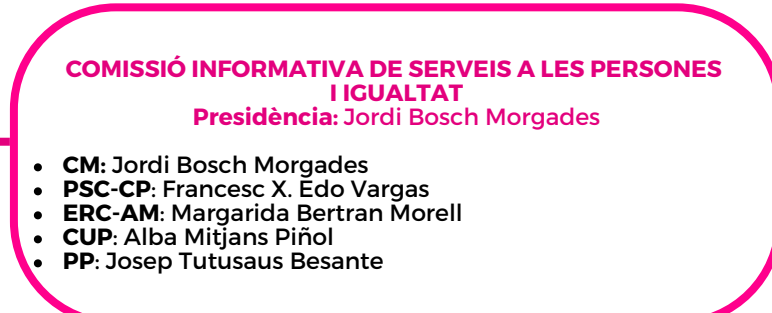 COMISSIÓ INFORMATIVA DE SERVEIS A LES PERSONES
I IGUALTAT
Presidència: Jordi Bosch Morgades
• CM: Jordi Bosch Morgades
• PSC-CP: Francesc X. Edo Vargas
• ERC-AM: Margarida Bertran Morell
• CUP: Alba Mitjans Piñol
• PP: Josep Tutusaus Besante